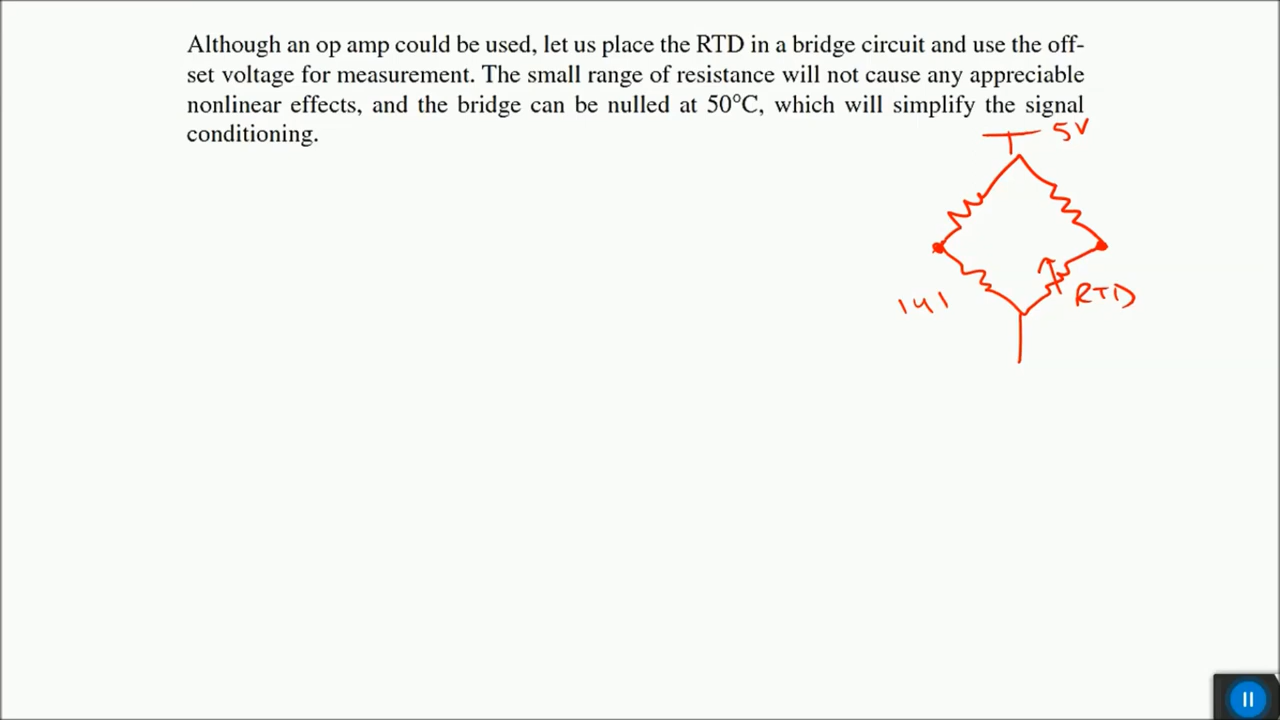 Although an op amp could be used, let us place the RTD in a bridge circuit and use the off-
set voltage for measurement. The small range of resistance will not cause any appreciable
nonlinear effects, and the bridge can be nulled at 50°C, which will simplify the signal
conditioning.
5V
141
RTD